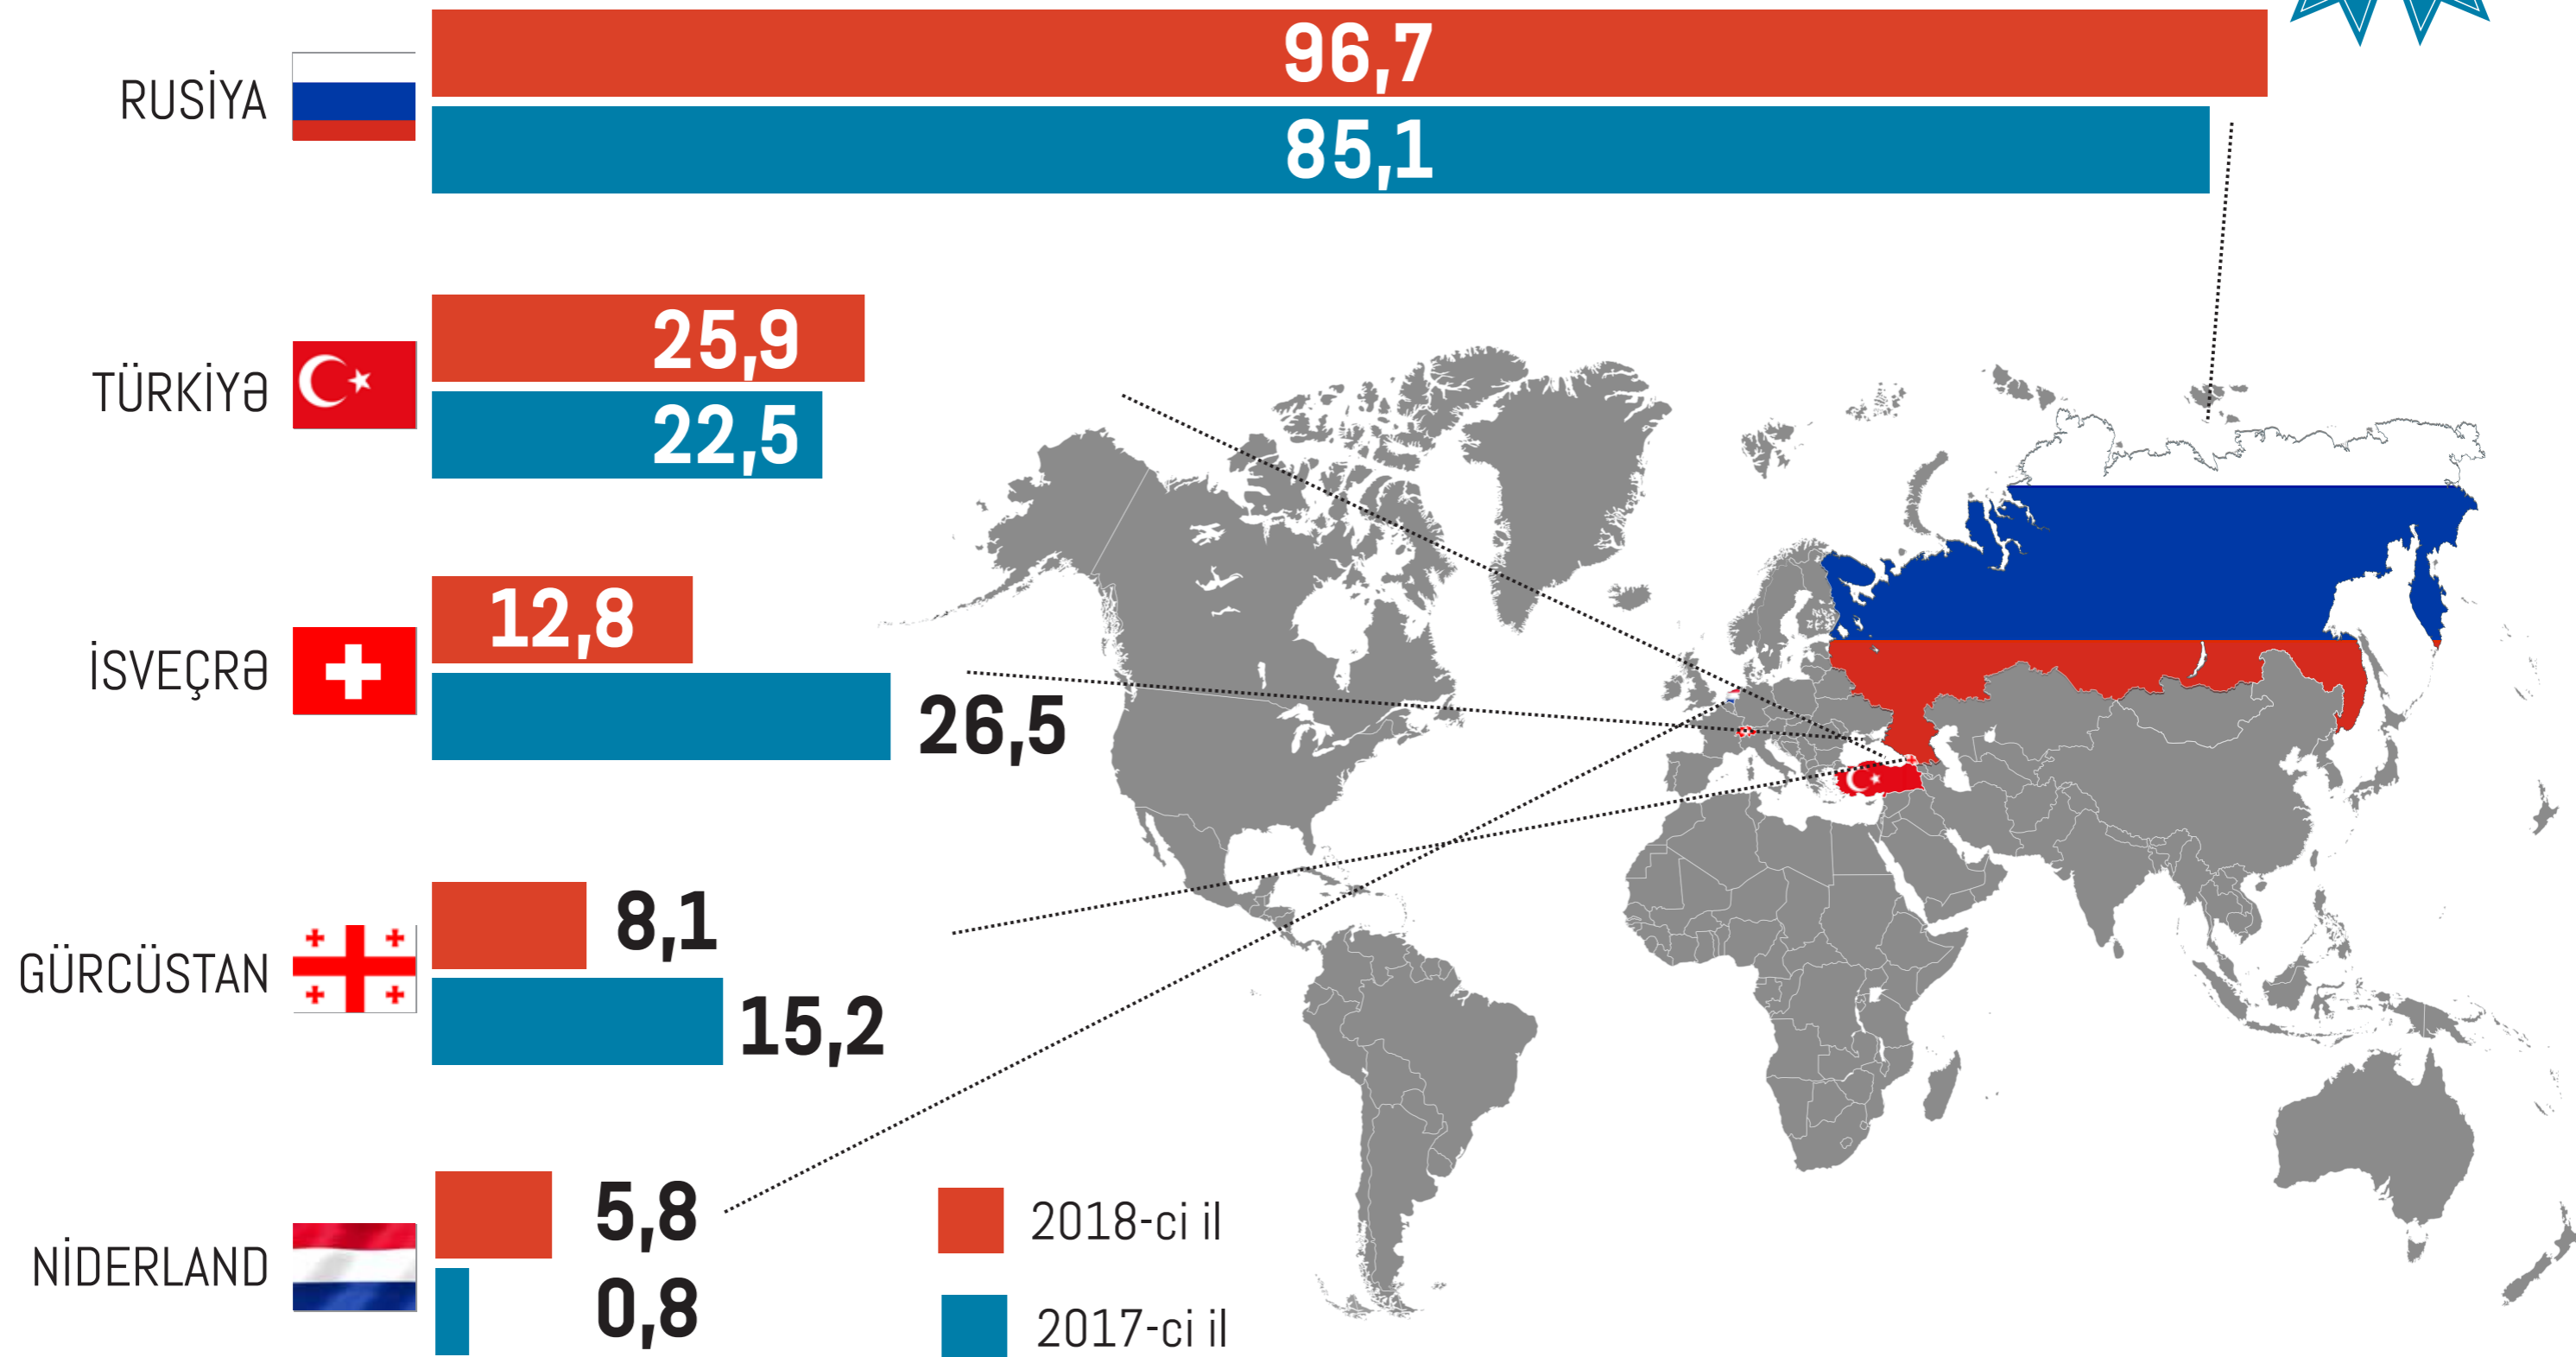 RUSİYA
96,7
85,1
TÜRKİYƏ
25,9
22,5
İSVEÇRƏ
12,8
26,5
GÜRCÜSTAN
8,1
15,2
NİDERLAND
5,8
0,8
2018-ci il
2017-ci il